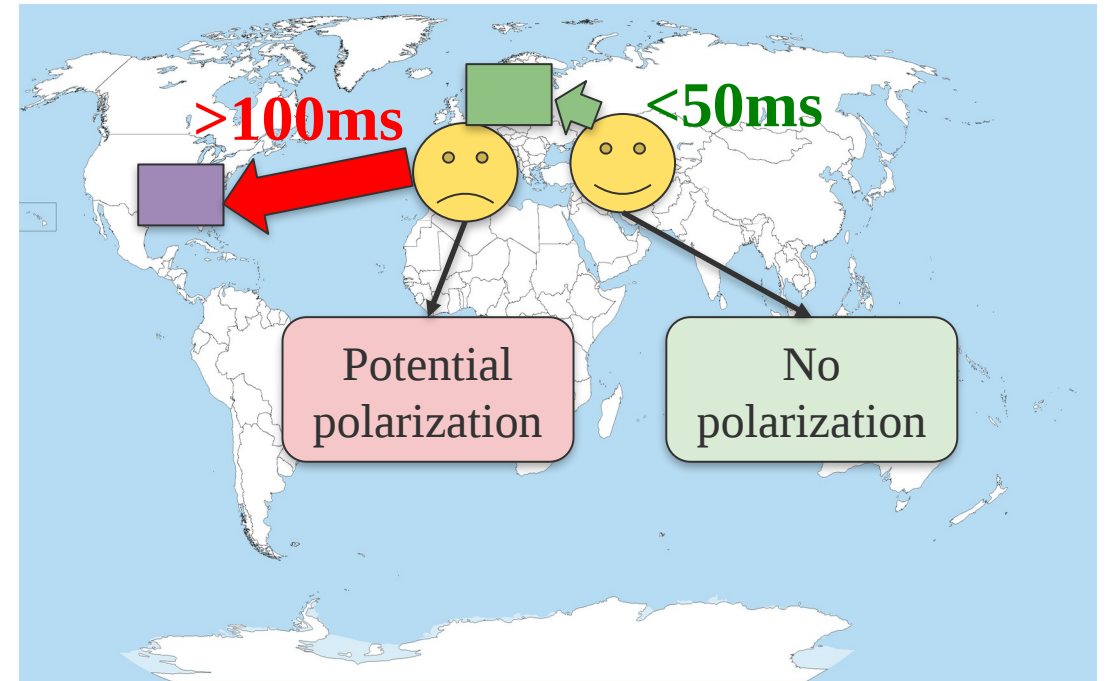 >100ms
<50ms
Potential
polarization
No
polarization